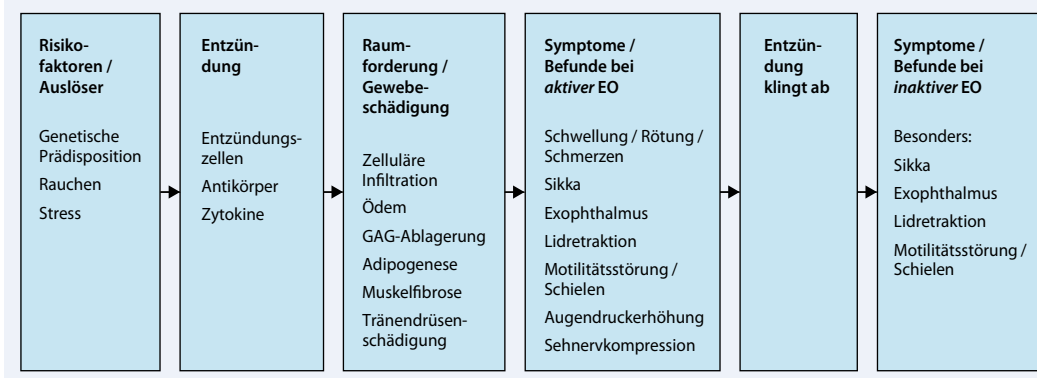 Risiko-
faktoren /
Auslöser
Genetische
Prädisposition
Rauchen
Stress
Entzün-
dung
Entzündungs-
zellen
Antikörper
Zytokine
Raum-
forderung /
Gewebe-
schädigung
Zelluläre
Infiltration
Ödem
GAG-Ablagerung
Adipogenese
Muskelfibrose
Tränendrüsen-
schädigung
Symptome /
Befunde bei
aktiver EO
Schwellung / Rötung /
Schmerzen
Sikka
Exophthalmus
Lidretraktion
Motilitätsstörung /
Schielen
Augendruckerhöhung
Sehnervkompression
Entzün-
dung
klingt ab
Symptome /
Befunde bei
inaktiver EO
Besonders:
Sikka
Exophthalmus
Lidretraktion
Motilitätsstörung /
Schielen